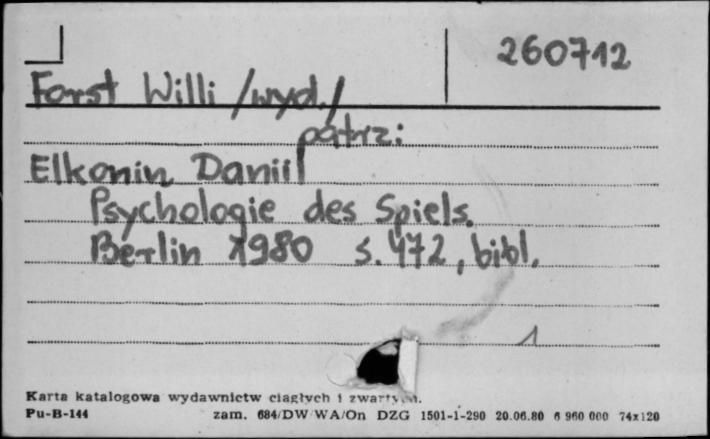 260712
Forst Willi /wyd./
patrz:
Elkonin Daniil
Psychologie des Spiels.
Berlin 1980 s. 472, bibl.
1
Karta katalogowa wydawnictw ciągłych i zwartych.
Pu-B-144 zam. 684/DW WA/On DZG 1501-1-290 20.06.80 6 960 000 74x120